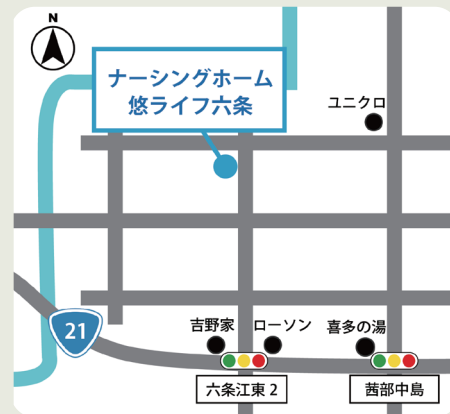 N
ナーシングホーム
悠ライフ六条
ユニクロ
21
吉野家
ローソン
喜多の湯
六条江東2
茜部中島